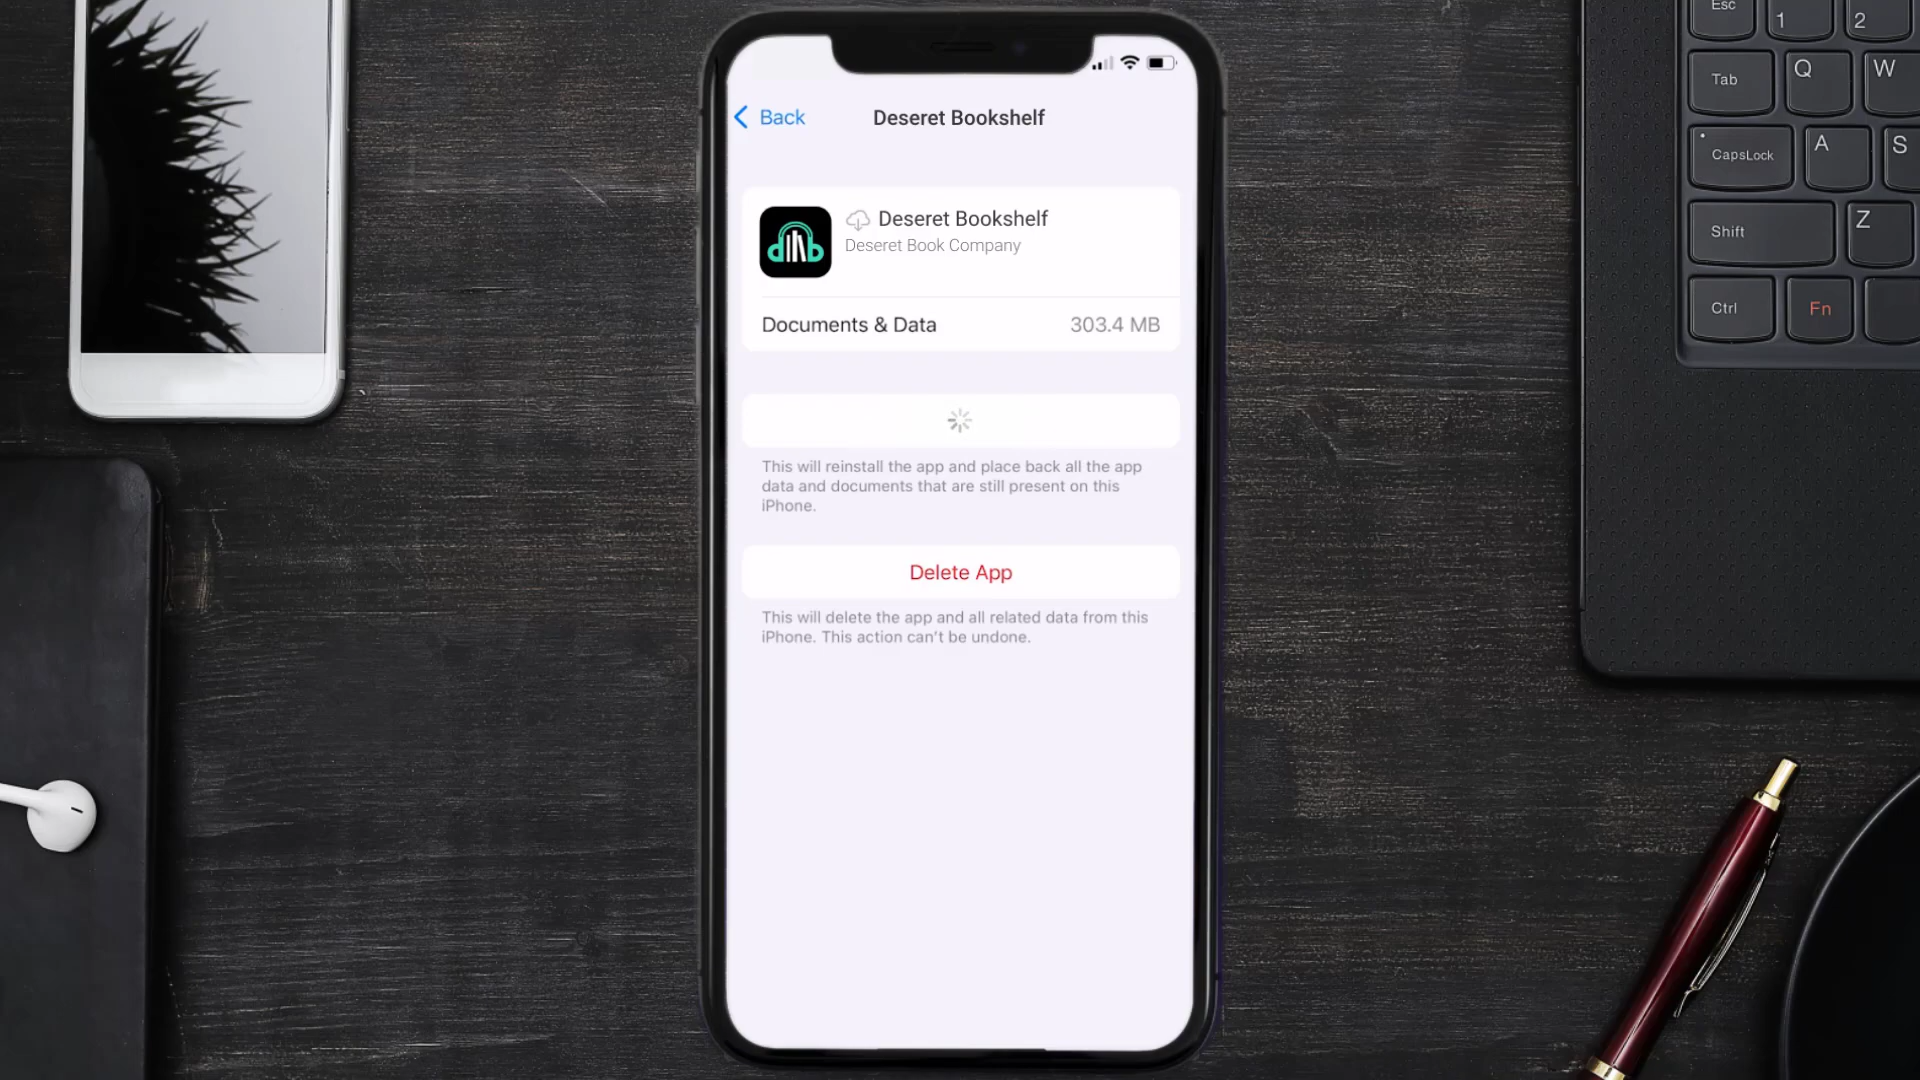 Back
Deseret Bookshelf
Deseret Bookshelf
Deseret Book Company
Documents & Data
303.4 MB
This will reinstall the app and place back all the app
data and documents that are still present on this
iPhone.
Delete App
This will delete the app and all related data from this
iPhone. This action can't be undone.
Esc
1
2
Tab
Q
W
CapsLock
A
S
Shift
Z
Ctrl
Fn